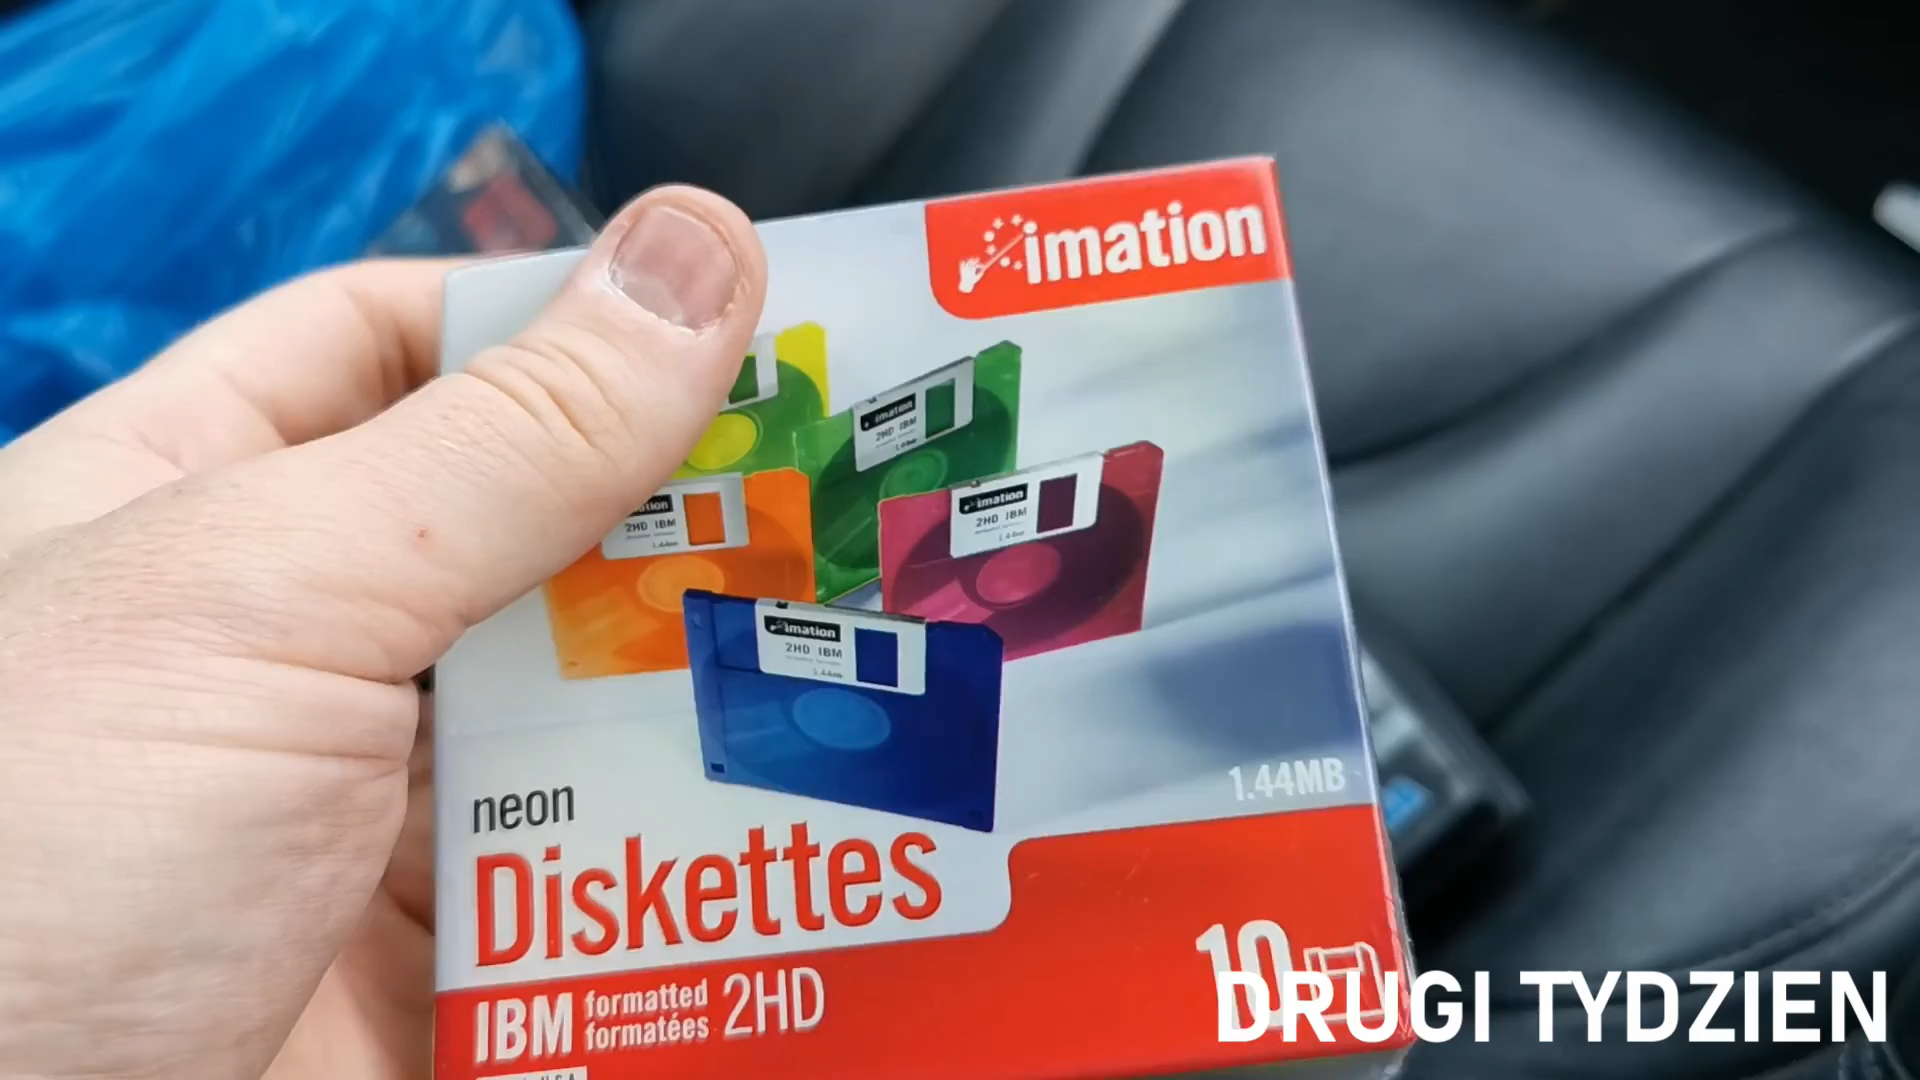 imation
imation
2HD IBM
imation
2HD IBM
2HD IBM
imation
2HD IBM
1.44MB
neon
Diskettes
10
IBM formatted formatées 2HD
DRUGI TYDZIEN